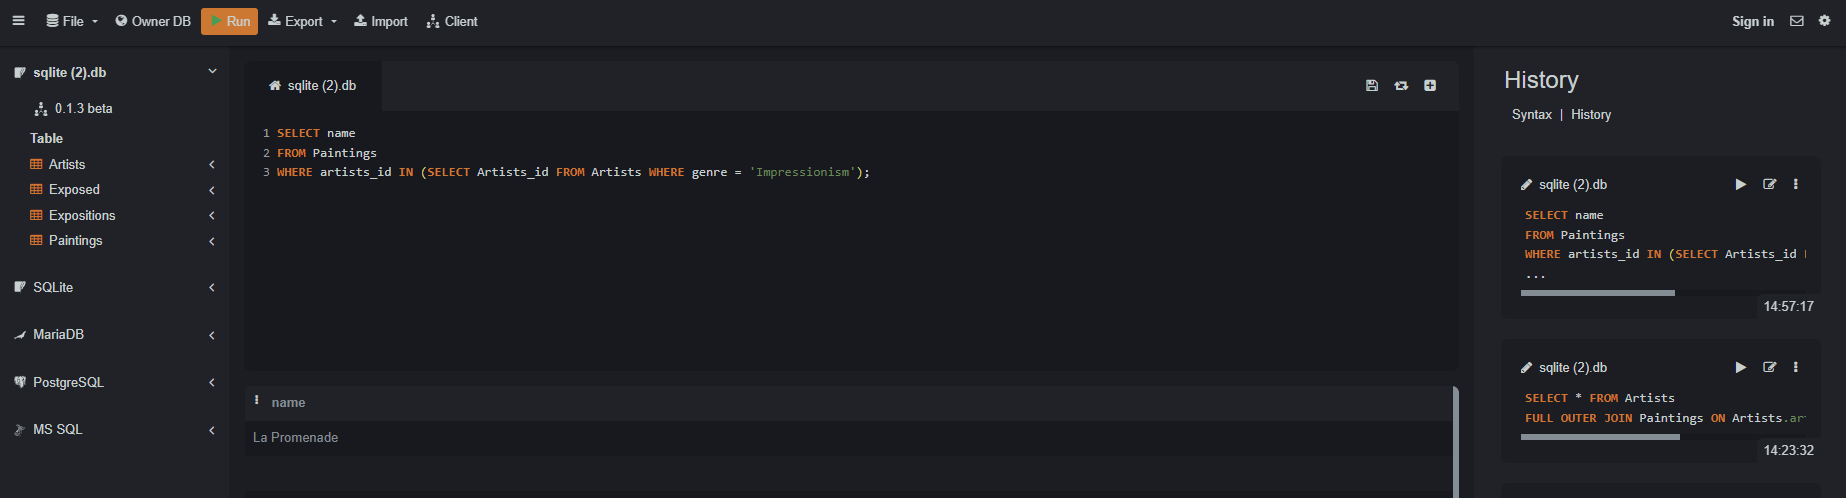 File Owner DB Run Export Import Client Sign in
sqlite (2).db
0.1.3 beta
Table
Artists
Exposed
Expositions
Paintings
SQLite
MariaDB
PostgreSQL
MS SQL
sqlite (2).db
1 SELECT name
2 FROM Paintings
3 WHERE artists_id IN (SELECT Artists_id FROM Artists WHERE genre = 'Impressionism');
name
La Promenade
History
Syntax | History
sqlite (2).db
SELECT name
FROM Paintings
WHERE artists_id IN (SELECT Artists_id
...
14:57:17
sqlite (2).db
SELECT * FROM Artists
FULL OUTER JOIN Paintings ON Artists.ar
14:23:32